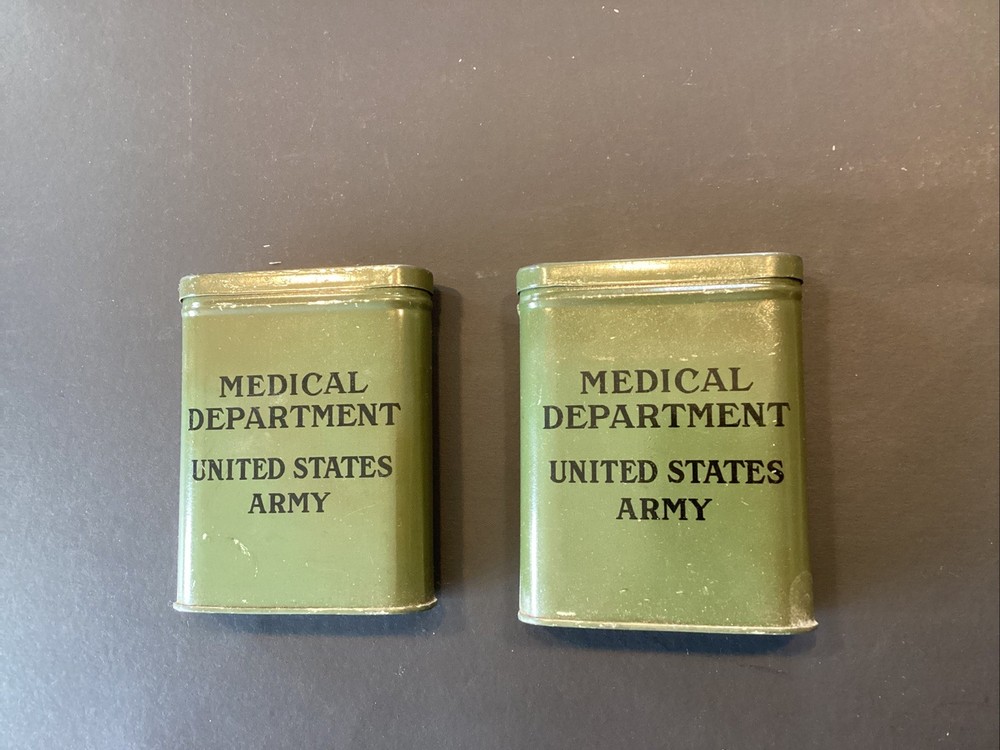 MEDICAL
DEPARTMENT
UNITED STATES
ARMY
MEDICAL
DEPARTMENT
UNITED STATES
ARMY